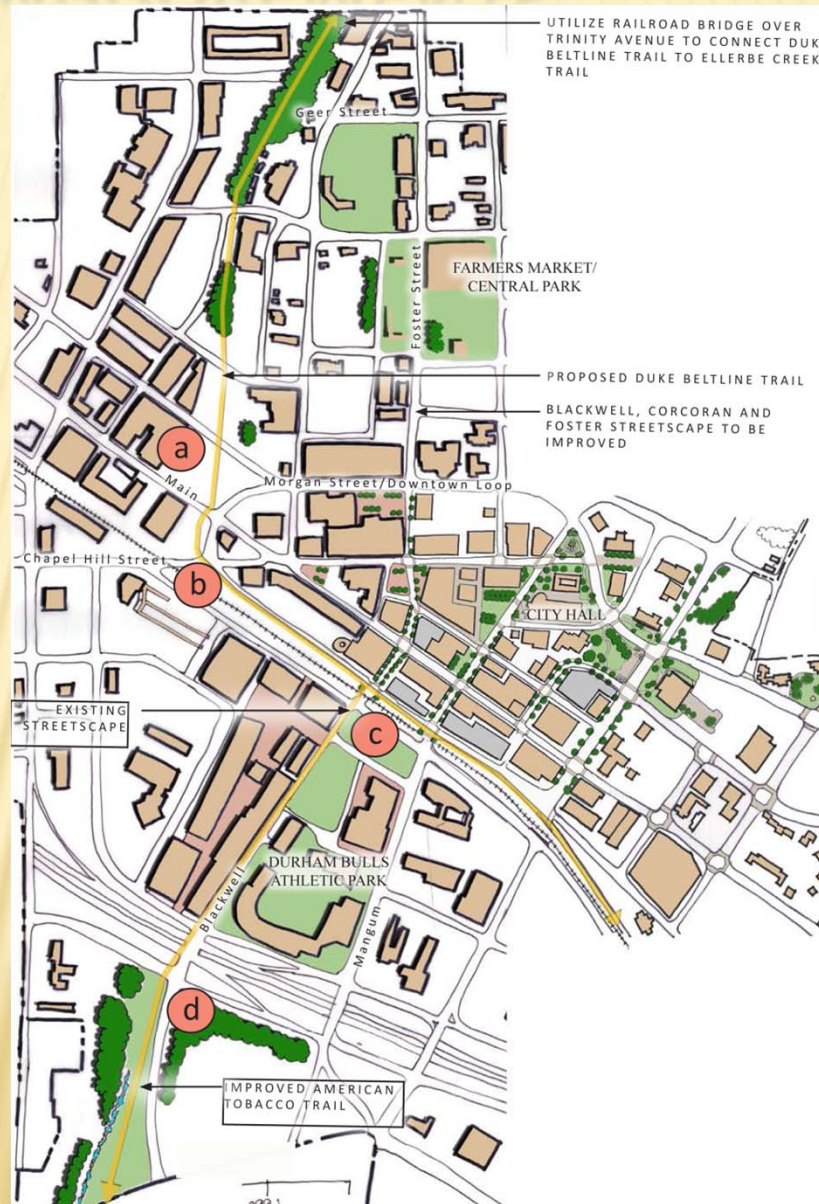 UTILIZE RAILROAD BRIDGE OVER
TRINITY AVENUE TO CONNECT DUK
BELTLINE TRAIL TO ELLERBE CREEK
TRAIL
Geer Street
Foster Street
FARMERS MARKET/
CENTRAL PARK
PROPOSED DUKE BELTLINE TRAIL
BLACKWELL, CORCORAN AND
FOSTER STREETSCAPE TO BE
IMPROVED
a
Main
Morgan Street/Downtown Loop
Chapel Hill Street
b
CITY HALL
EXISTING
STREETSCAPE
c
DURHAM BULLS
ATHLETIC PARK
Blackwell
Mangum
d
IMPROVED AMERICAN
TOBACCO TRAIL